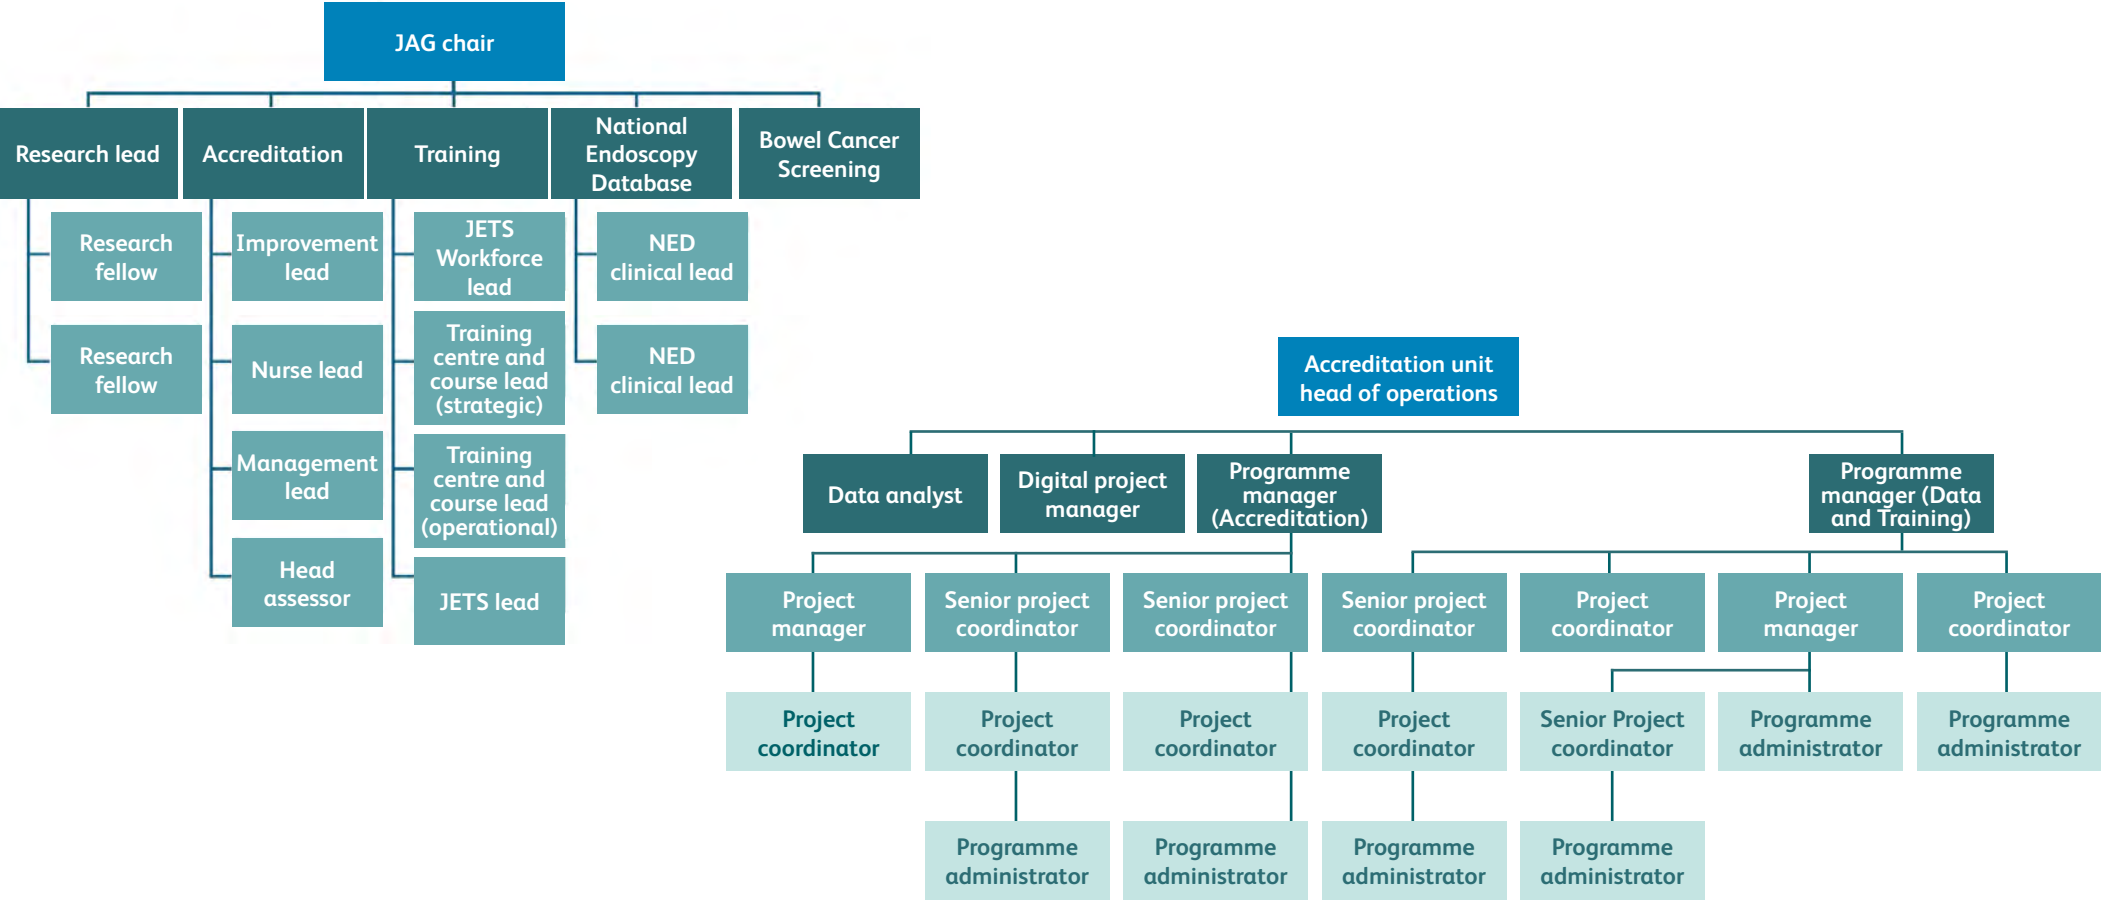 JAG chair
Research lead
Accreditation
Training
National
Endoscopy
Database
Bowel Cancer
Screening
Research
fellow
Research
fellow
Improvement
lead
Nurse lead
Management
lead
Head
assessor
JETS
Workforce
lead
Training
centre and
course lead
(strategic)
Training
centre and
course lead
(operational)
JETS lead
NED
clinical lead
NED
clinical lead
Accreditation unit
head of operations
Data analyst
Digital project
manager
Programme
manager
(Accreditation)
Programme
manager (Data
and Training)
Project
manager
Senior project
coordinator
Senior project
coordinator
Senior project
coordinator
Project
coordinator
Project
manager
Project
coordinator
Project
coordinator
Project
coordinator
Project
coordinator
Project
coordinator
Senior Project
coordinator
Programme
administrator
Programme
administrator
Programme
administrator
Programme
administrator
Programme
administrator
Programme
administrator